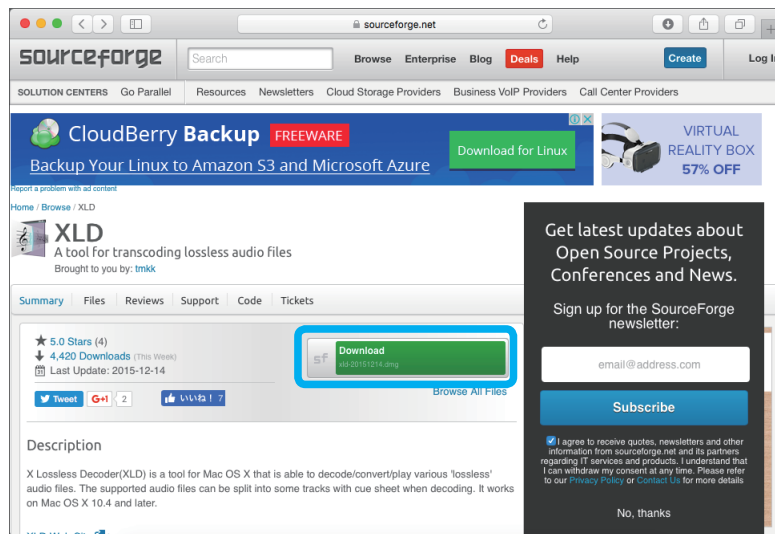 sourceforge.net
sourceforge
Search
Browse Enterprise Blog Deals Help
Create
Log I
SOLUTION CENTERS Go Parallel Resources Newsletters Cloud Storage Providers Business VoIP Providers Call Center Providers
CloudBerry Backup FREEWARE
Backup Your Linux to Amazon S3 and Microsoft Azure
Download for Linux
VIRTUAL
REALITY BOX
57% OFF
Report a problem with ad content
Home / Browse / XLD
XLD
A tool for transcoding lossless audio files
Brought to you by: tmkk
Summary Files Reviews Support Code Tickets
5.0 Stars (4)
4,420 Downloads (This Week)
Last Update: 2015-12-14
Tweet G+1 2 いいね！ 7
sf
Download
xld-20151214.dmg
Browse All Files
Description
X Lossless Decoder(XLD) is a tool for Mac OS X that is able to decode/convert/play various 'lossless'
audio files. The supported audio files can be split into some tracks with cue sheet when decoding. It works
on Mac OS X 10.4 and later.
XLD Web Site
Get latest updates about
Open Source Projects,
Conferences and News.
Sign up for the SourceForge
newsletter:
email@address.com
Subscribe
I agree to receive quotes, newsletters and other
information from sourceforge.net and its partners
regarding IT services and products. I understand that
I can withdraw my consent at any time. Please refer
to our Privacy Policy or Contact Us for more details
No, thanks